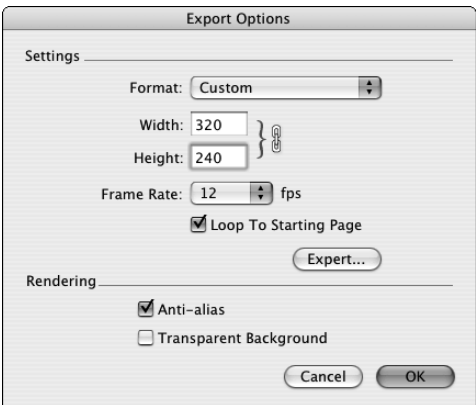 Export Options
Settings
Format: Custom
Width: 320
Height: 240
Frame Rate: 12 fps
Loop To Starting Page
Expert...
Rendering
Anti-alias
Transparent Background
Cancel OK